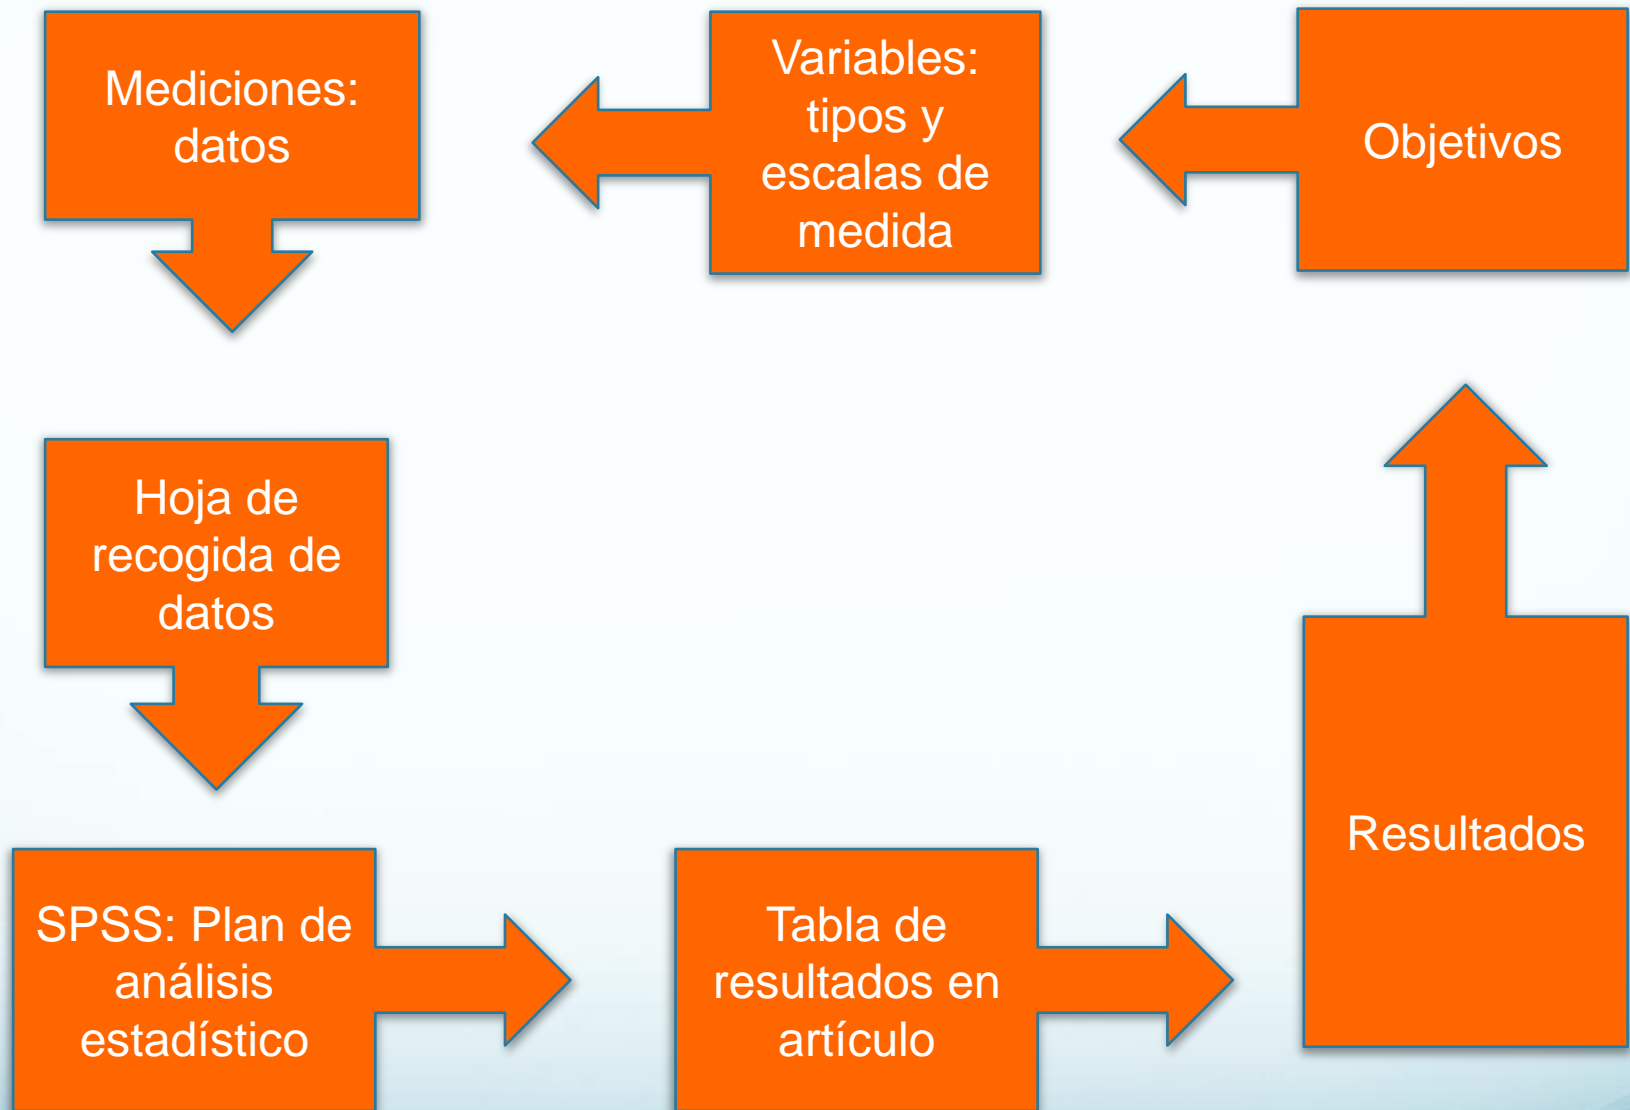 Mediciones:
datos
Variables:
tipos y
escalas de
medida
Objetivos
Hoja de
recogida de
datos
SPSS: Plan de
análisis
estadístico
Tabla de
resultados en
artículo
Resultados